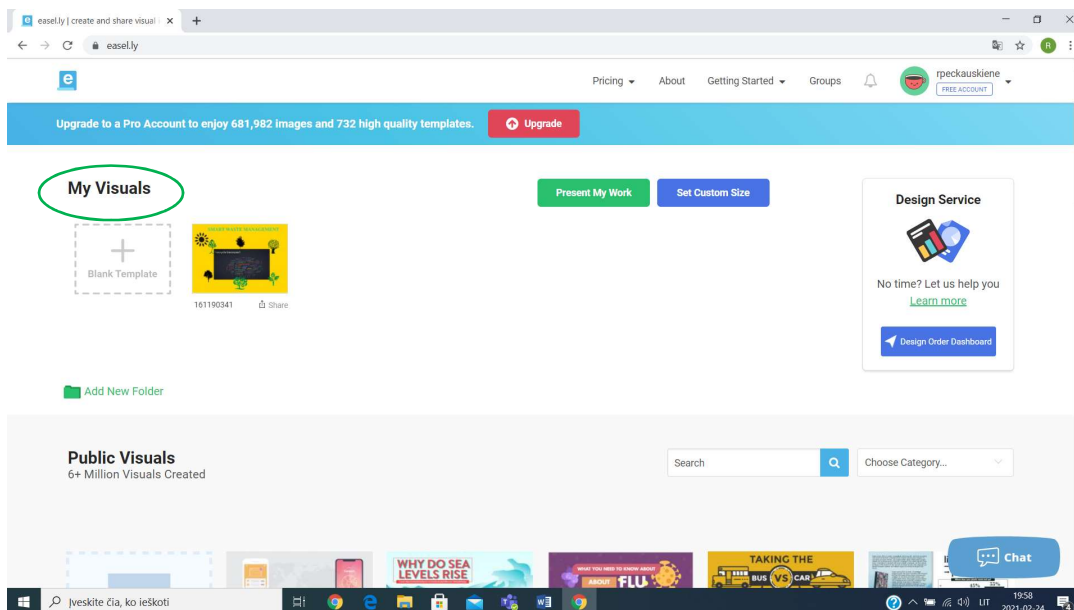 easel.ly | create and share visual
easel.ly
Pricing About Getting Started Groups rpeckauskiene
FREE ACCOUNT
Upgrade to a Pro Account to enjoy 681,982 images and 732 high quality templates. Upgrade
My Visuals Present My Work Set Custom Size
Design Service
SMART WASTE MANAGEMENT
Blank Template
161190341 Share
No time? Let us help you
Learn more
Design Order Dashboard
Add New Folder
Public Visuals
6+ Million Visuals Created
Search Choose Category...
WHY DO SEA
LEVELS RISE
WHAT YOU NEED TO KNOW ABOUT
ABOUT FLU
TAKING THE
BUS VS CAR
Chat
Įveskite čia, ko ieškoti
LIT
19:58
2021-02-24